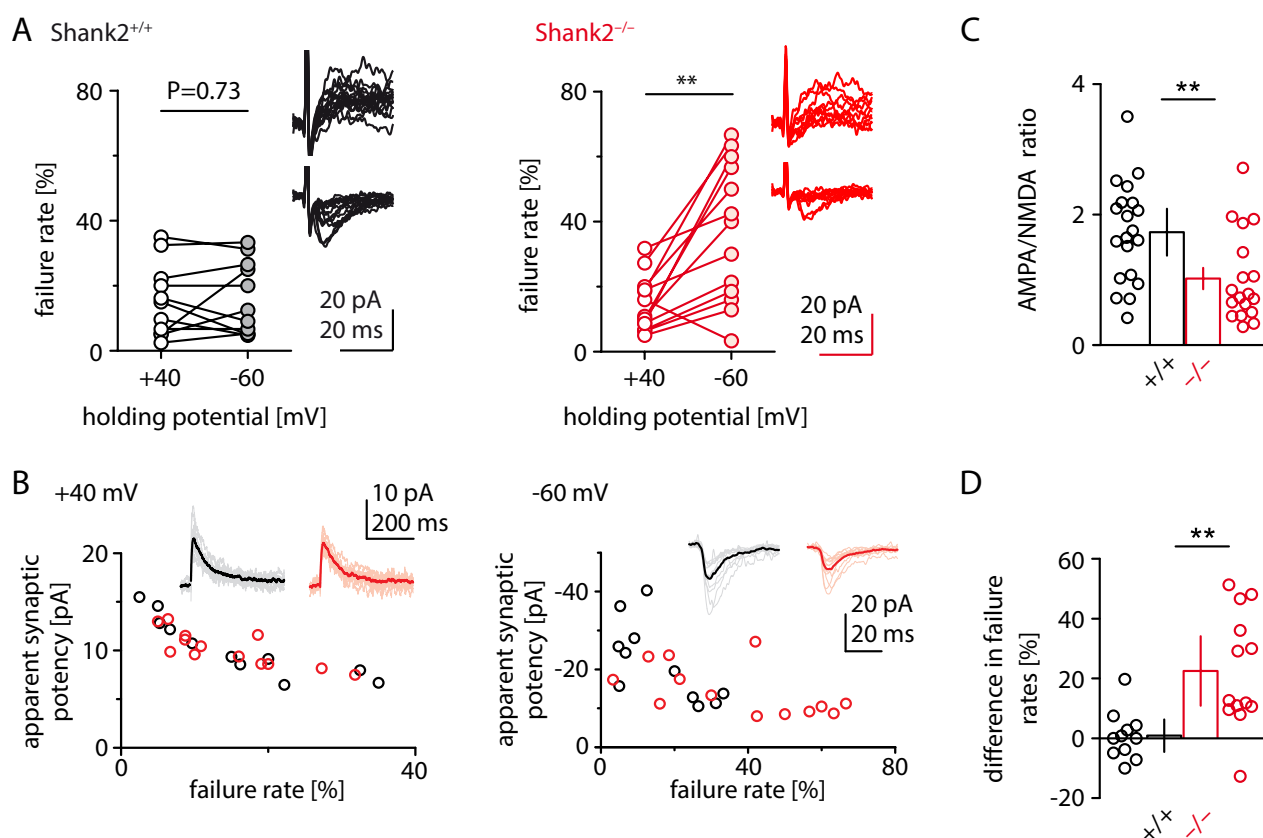 A
Shank2+/+
P=0.73
80
40
0
failure rate [%]
+40
-60
holding potential [mV]
20 pA
20 ms
Shank2−/−
**
80
40
0
failure rate [%]
+40
-60
holding potential [mV]
20 pA
20 ms
C
**
4
2
0
AMPA/NMDA ratio
+/+
−/−
B
+40 mV
10 pA
200 ms
20
10
0
apparent synaptic
potency [pA]
0
40
failure rate [%]
-60 mV
20 pA
20 ms
-40
-20
0
apparent synaptic
potency [pA]
0
40
80
failure rate [%]
D
**
60
40
20
0
-20
difference in failure
rates [%]
+/+
−/−